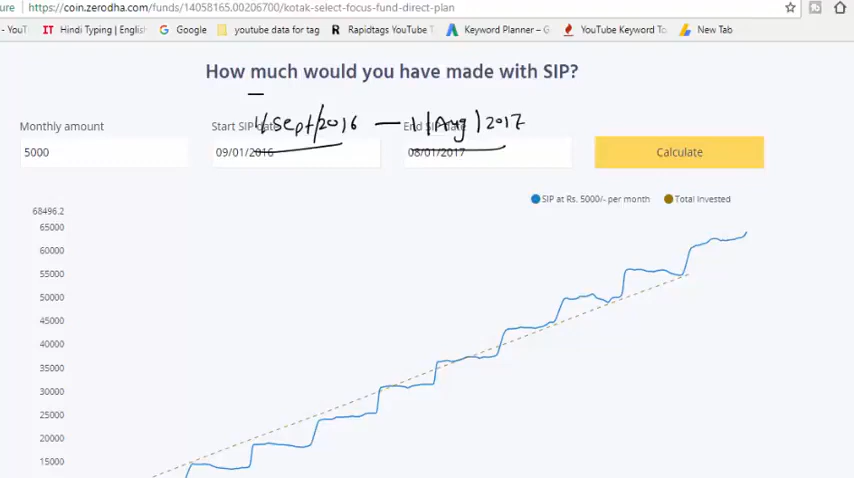 ure https://coin.zerodha.com/funds/14058165.00206700/kotak-select-focus-fund-direct-plan
- YouT IT Hindi Typing | English Google youtube data for tag R Rapidtags YouTube T Keyword Planner – G YouTube Keyword To New Tab
How much would you have made with SIP?
1/Sept/2016 — 1/Aug/2017
Monthly amount Start SIP date End SIP date
5000 09/01/2016 08/01/2017 Calculate
SIP at Rs. 5000/- per month Total Invested
68496.2
65000
60000
55000
50000
45000
40000
35000
30000
25000
20000
15000